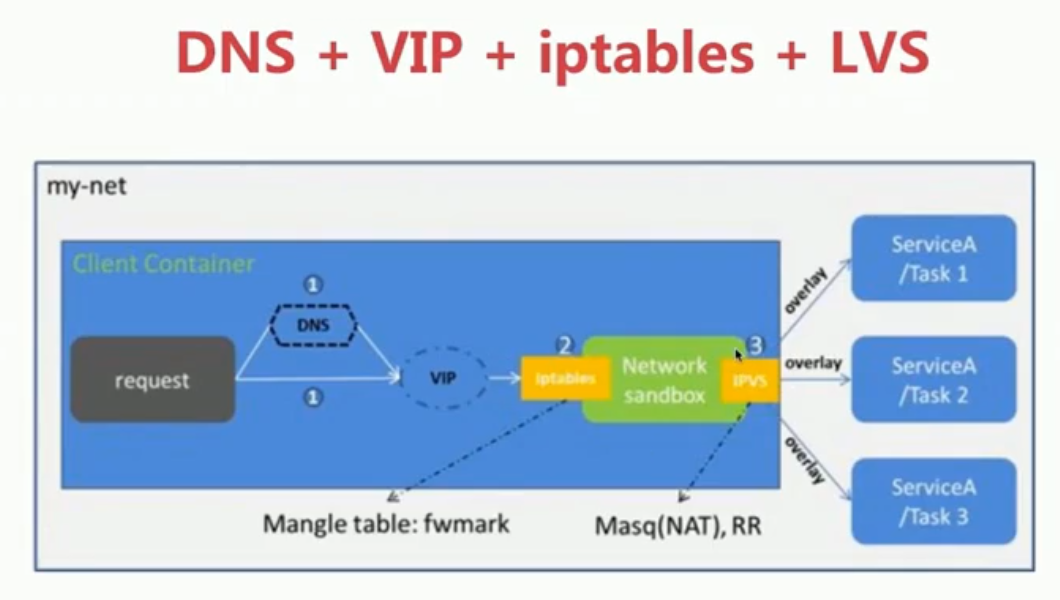 DNS + VIP + iptables + LVS
my-net
Client Container
①
DNS
request
①
VIP
②
Iptables
Network
sandbox
③
IPVS
overlay
overlay
overlay
ServiceA
/Task 1
ServiceA
/Task 2
ServiceA
/Task 3
Mangle table: fwmark
Masq(NAT), RR